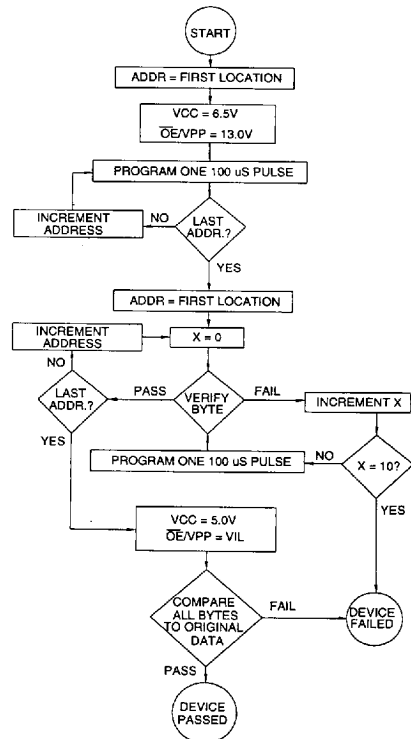 START
ADDR = FIRST LOCATION
VCC = 6.5V
OE/VPP = 13.0V
PROGRAM ONE 100 uS PULSE
INCREMENT
ADDRESS
NO
LAST
ADDR.?
YES
ADDR = FIRST LOCATION
INCREMENT
ADDRESS
X = 0
NO
LAST
ADDR.?
PASS
VERIFY
BYTE
FAIL
INCREMENT X
YES
PROGRAM ONE 100 uS PULSE
NO
X = 10?
YES
VCC = 5.0V
OE/VPP = VIL
COMPARE
ALL BYTES
TO ORIGINAL
DATA
FAIL
DEVICE
FAILED
PASS
DEVICE
PASSED